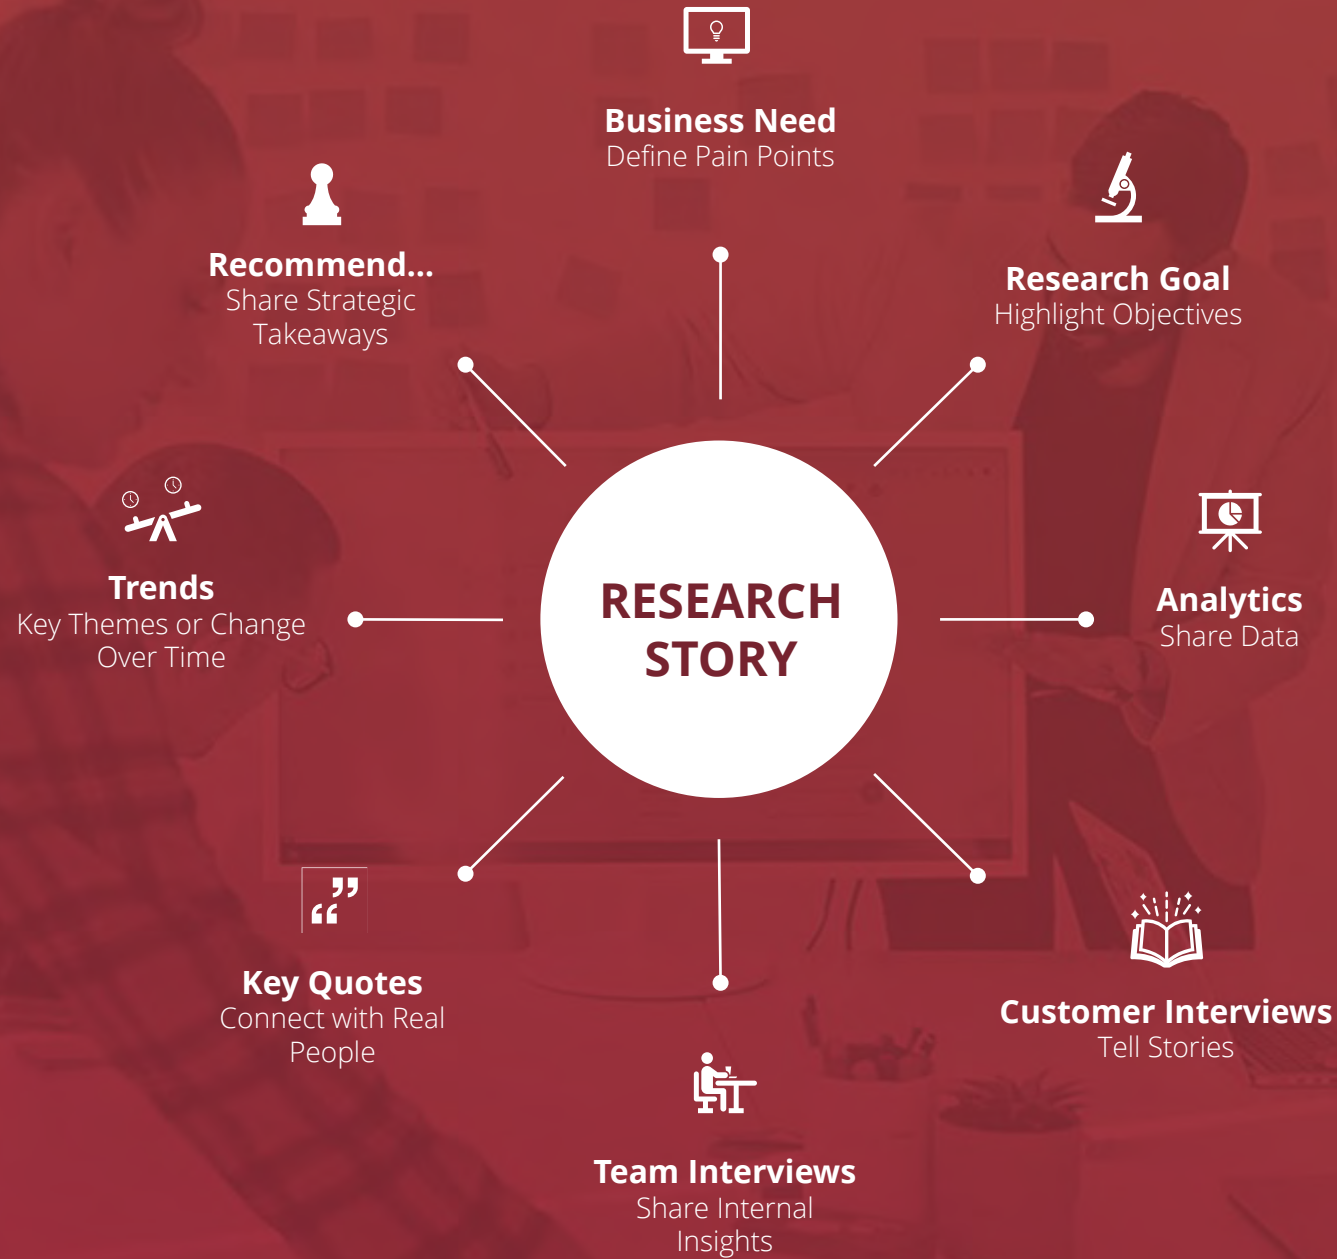 Business Need
Define Pain Points
Research Goal
Highlight Objectives
Analytics
Share Data
Customer Interviews
Tell Stories
Team Interviews
Share Internal
Insights
Key Quotes
Connect with Real
People
Trends
Key Themes or Change
Over Time
Recommend...
Share Strategic
Takeaways
RESEARCH
STORY